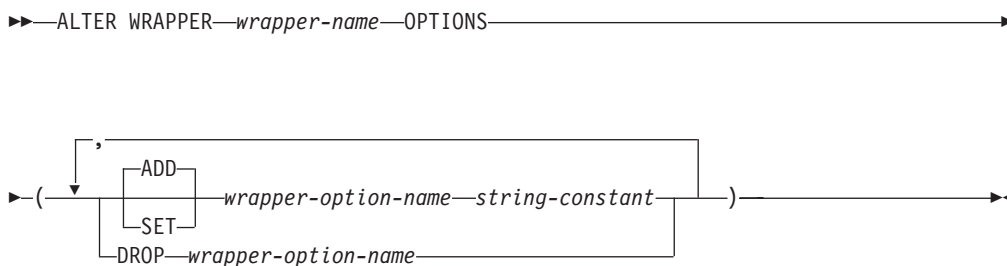 ALTER WRAPPER wrapper-name OPTIONS
,
( ADD wrapper-option-name string-constant )
SET
DROP wrapper-option-name